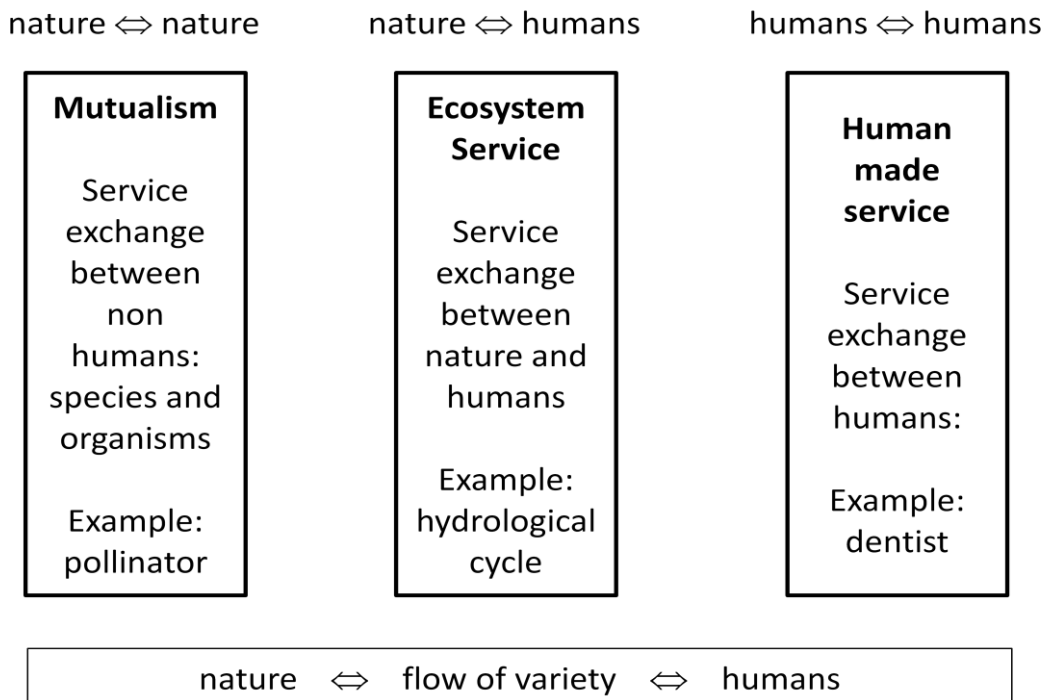 nature ⇔ nature
nature ⇔ humans
humans ⇔ humans
Mutualism
Service
exchange
between
non
humans:
species and
organisms
Example:
pollinator
Ecosystem
Service
Service
exchange
between
nature and
humans
Example:
hydrological
cycle
Human
made
service
Service
exchange
between
humans:
Example:
dentist
nature ⇔ flow of variety ⇔ humans